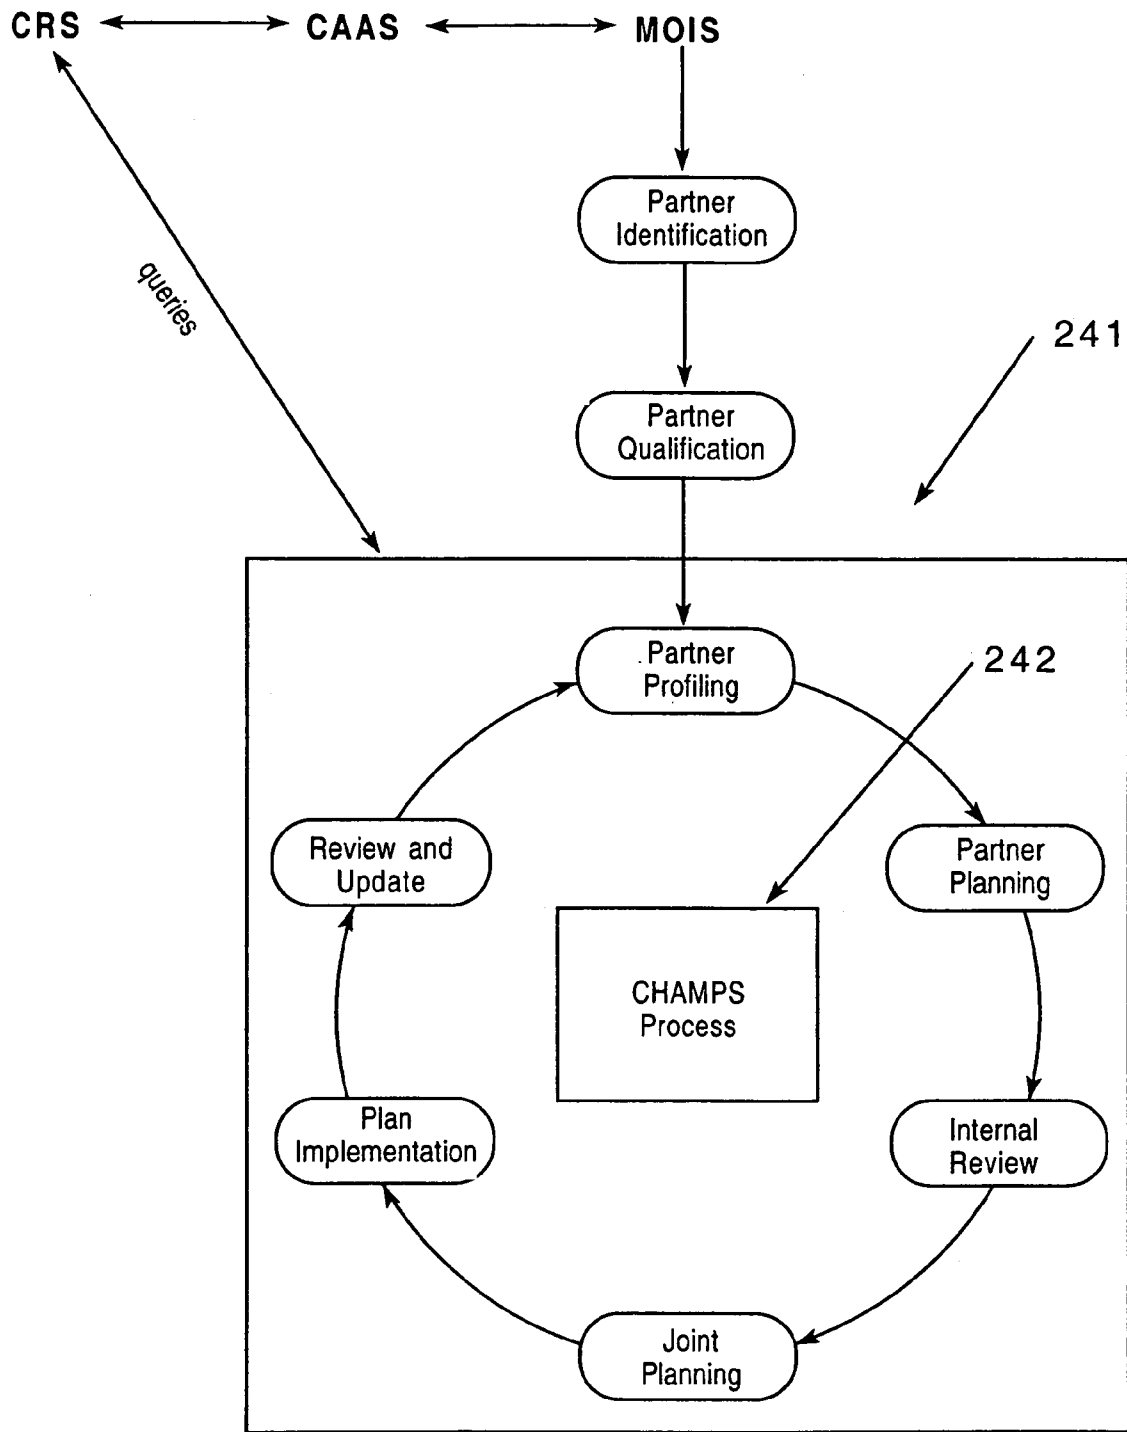 CRS CAAS MOIS
Partner
Identification
queries
241
Partner
Qualification
Partner
Profiling
242
Review and
Update
Partner
Planning
CHAMPS
Process
Plan
Implementation
Internal
Review
Joint
Planning